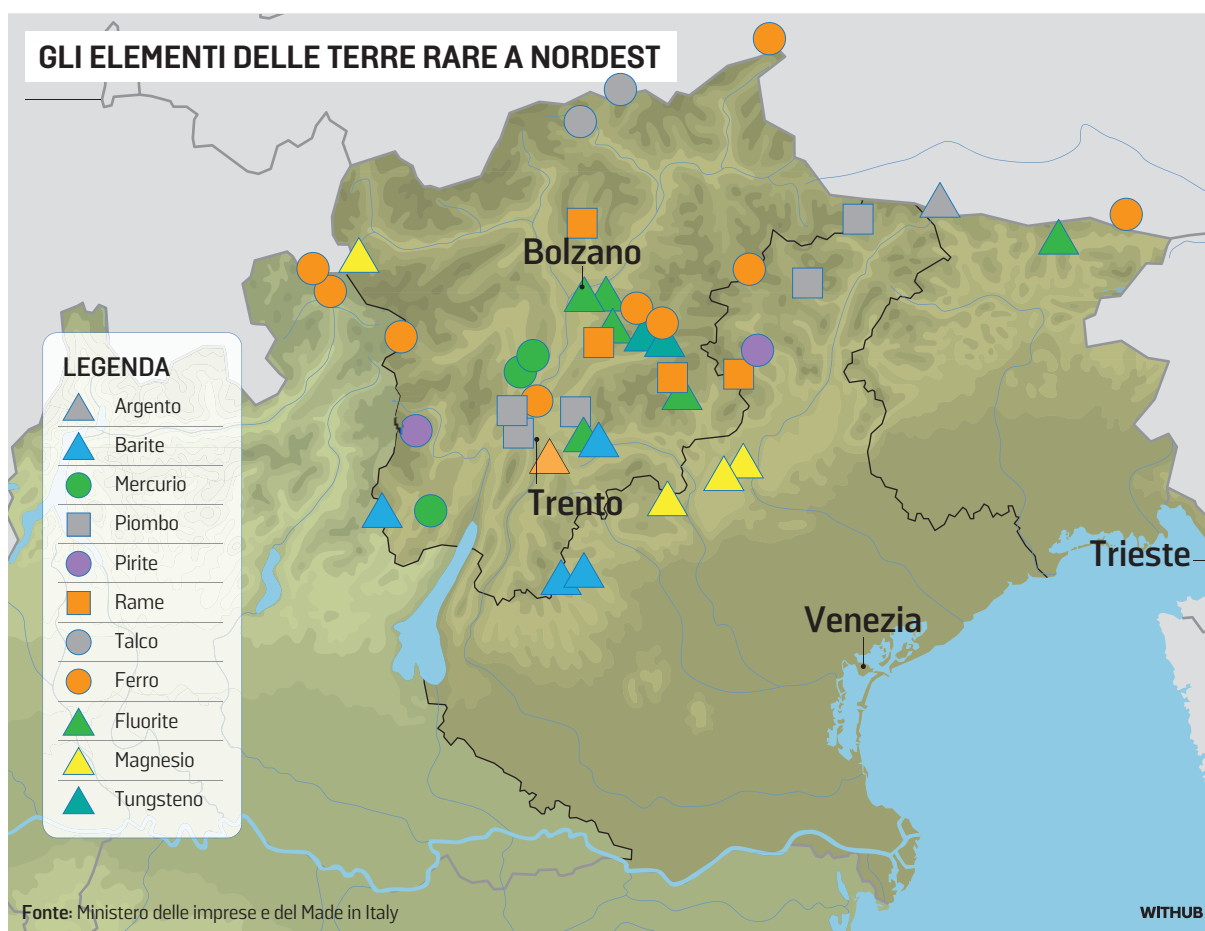 GLI ELEMENTI DELLE TERRE RARE A NORDEST
Bolzano
LEGENDA
Argento
Barite
Mercurio
Piombo
Pirite
Rame
Talco
Ferro
Fluorite
Magnesio
Tungsteno
Trento
Trieste
Venezia
Fonte: Ministero delle imprese e del Made in Italy
WITHUB